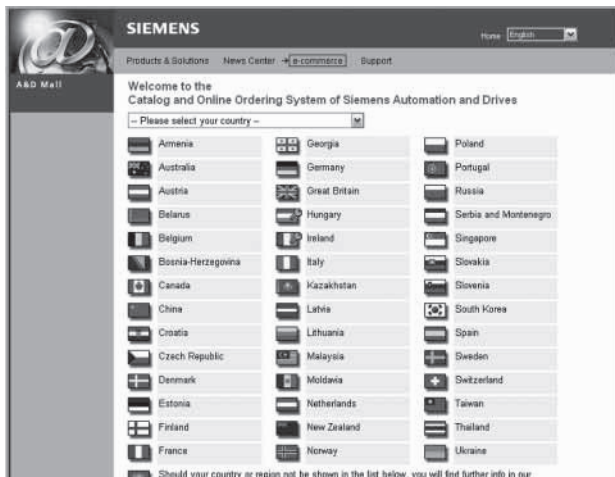 SIEMENS
Home English
Products & Solutions News Center → e-commerce Support
A&D Mall
Welcome to the
Catalog and Online Ordering System of Siemens Automation and Drives
-- Please select your country --
Armenia Georgia Poland
Australia Germany Portugal
Austria Great Britain Russia
Belarus Hungary Serbia and Montenegro
Belgium Ireland Singapore
Bosnia-Herzegovina Italy Slovakia
Canada Kazakhstan Slovenia
China Latvia South Korea
Croatia Lithuania Spain
Czech Republic Malaysia Sweden
Denmark Moldavia Switzerland
Estonia Netherlands Taiwan
Finland New Zealand Thailand
France Norway Ukraine
Should your country or region not be shown in the list below, you will find further info in our